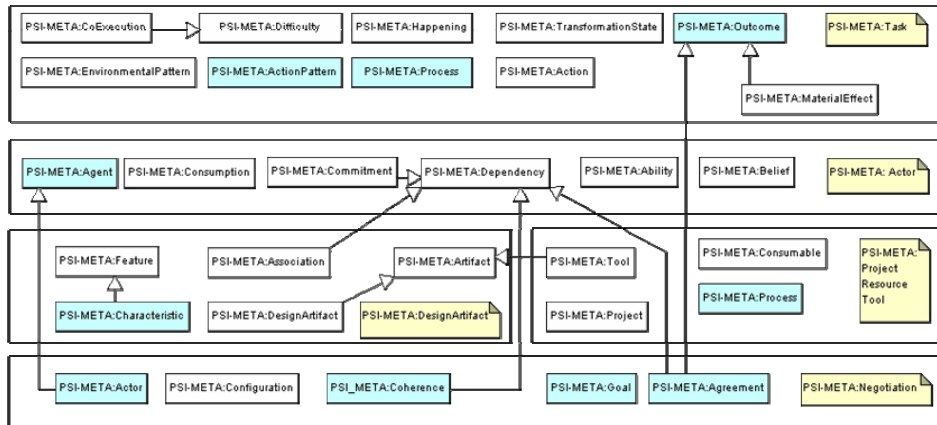 PSI-META:CoExecution
PSI-META:Difficulty
PSI-META:Happening
PSI-META:TransformationState
PSI-META:Outcome
PSI-META:Task
PSI-META:EnvironmentalPattern
PSI-META:ActionPattern
PSI-META:Process
PSI-META:Action
PSI-META:MaterialEffect
PSI-META:Agent
PSI-META:Consumption
PSI-META:Commitment
PSI-META:Dependency
PSI-META:Ability
PSI-META:Belief
PSI-META: Actor
PSI-META:Feature
PSI-META:Association
PSI-META:Artifact
PSI-META:Characteristic
PSI-META:DesignArtifact
PSI-META:DesignArtifact
PSI-META:Tool
PSI-META:Consumable
PSI-META:
Project
Resource
Tool
PSI-META:Process
PSI-META:Project
PSI-META:Actor
PSI-META:Configuration
PSI_META:Coherence
PSI-META:Goal
PSI-META:Agreement
PSI-META:Negotiation